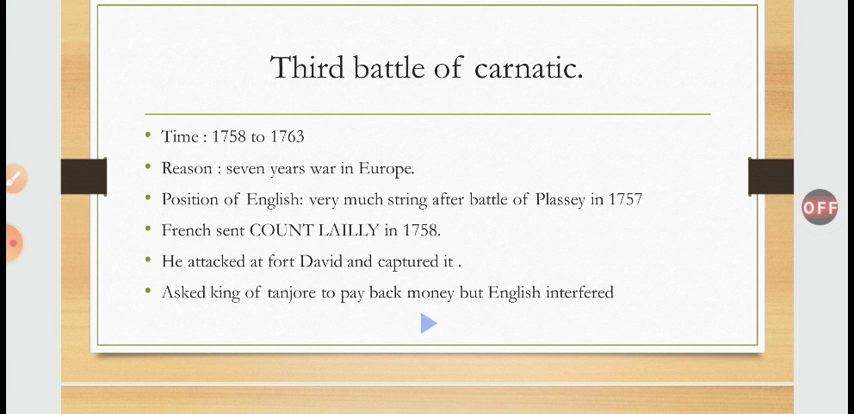 Third battle of carnatic.
Time : 1758 to 1763
Reason : seven years war in Europe.
Position of English: very much string after battle of Plassey in 1757
French sent COUNT LAILLY in 1758.
He attacked at fort David and captured it .
Asked king of tanjore to pay back money but English interfered
OFF